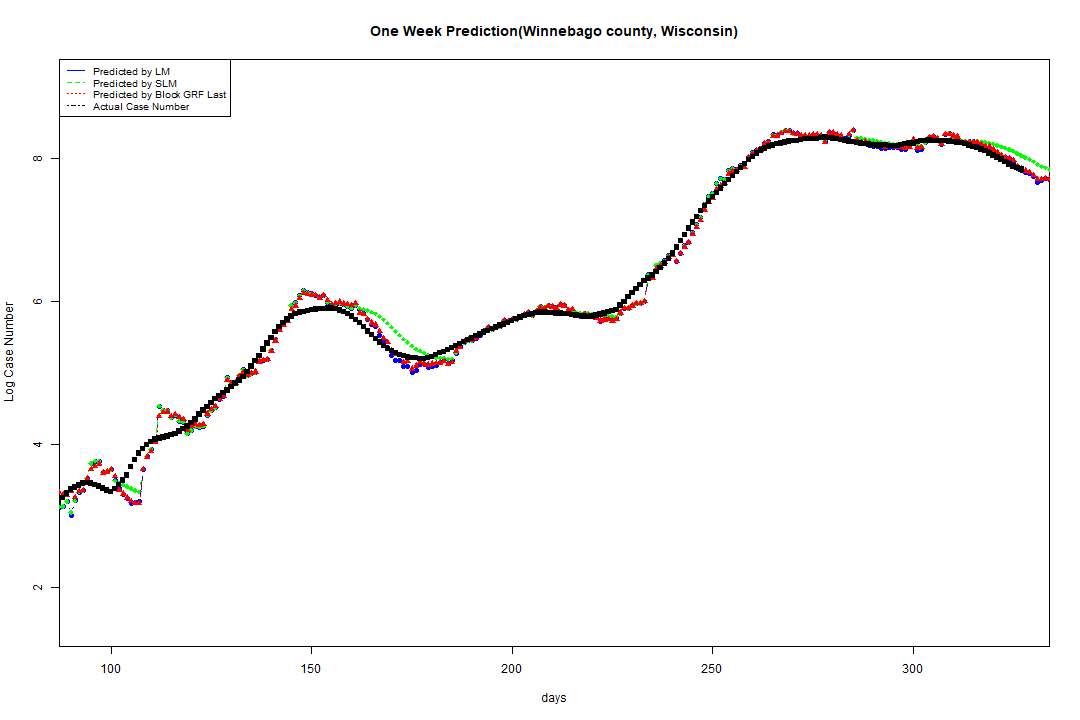 One Week Prediction(Winnebago county, Wisconsin)
Predicted by LM
Predicted by SLM
Predicted by Block GRF Last
Actual Case Number
8
6
4
2
Log Case Number
100 150 200 250 300
days